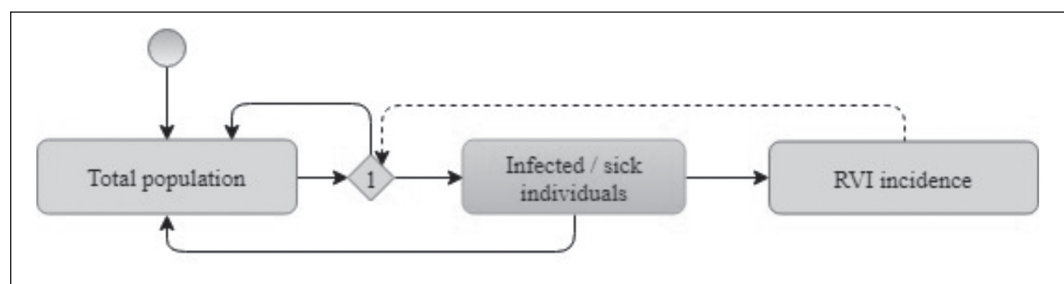 Total population
1
Infected / sick
individuals
RVI incidence